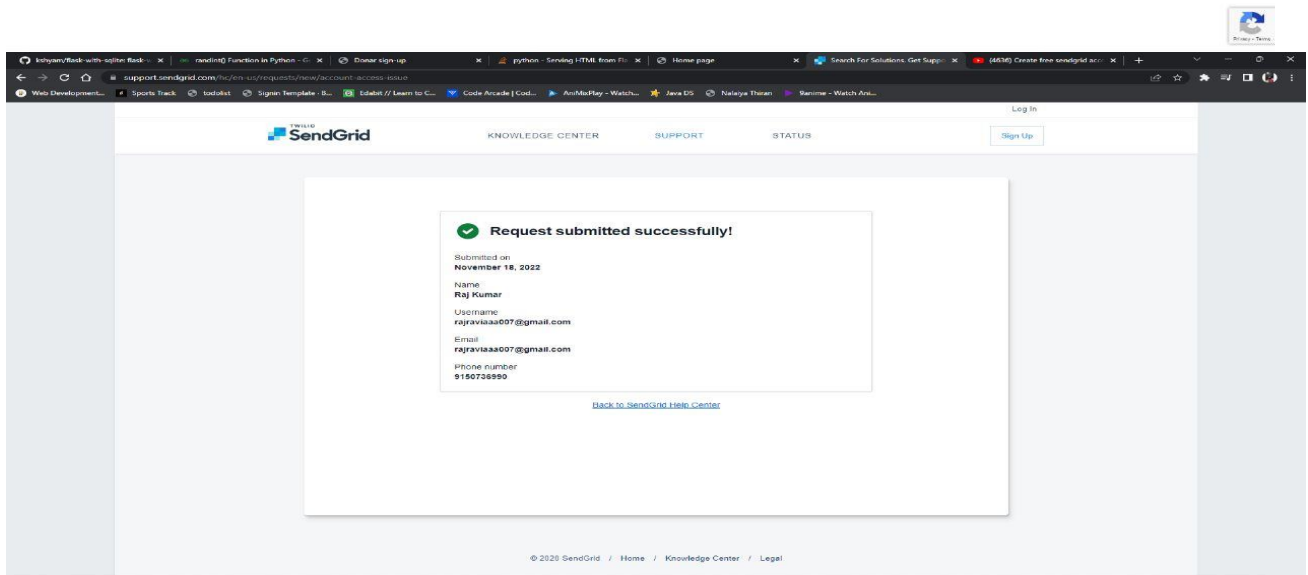 Privacy - Terms
kshyam/flask-with-sqliter flask-
randint() Function in Python - G
Donar sign-up
python - Serving HTML from Fla
Home page
Search For Solutions. Get Suppo
(4636) Create free sendgrid acc
support.sendgrid.com/hc/en-us/requests/new/account-access-issue
Web Development...
Sports Track
todolist
Signin Template · B...
Edabit // Learn to C...
Code Arcade | Cod...
AniMixPlay - Watch...
Java DS
Nalaiya Thiran
9anime - Watch Ani...
Log In
TWILIO
SendGrid
KNOWLEDGE CENTER
SUPPORT
STATUS
Sign Up
Request submitted successfully!
Submitted on
November 18, 2022
Name
Raj Kumar
Username
rajraviaaa007@gmail.com
Email
rajraviaaa007@gmail.com
Phone number
9150736990
Back to SendGrid Help Center
© 2020 SendGrid / Home / Knowledge Center / Legal